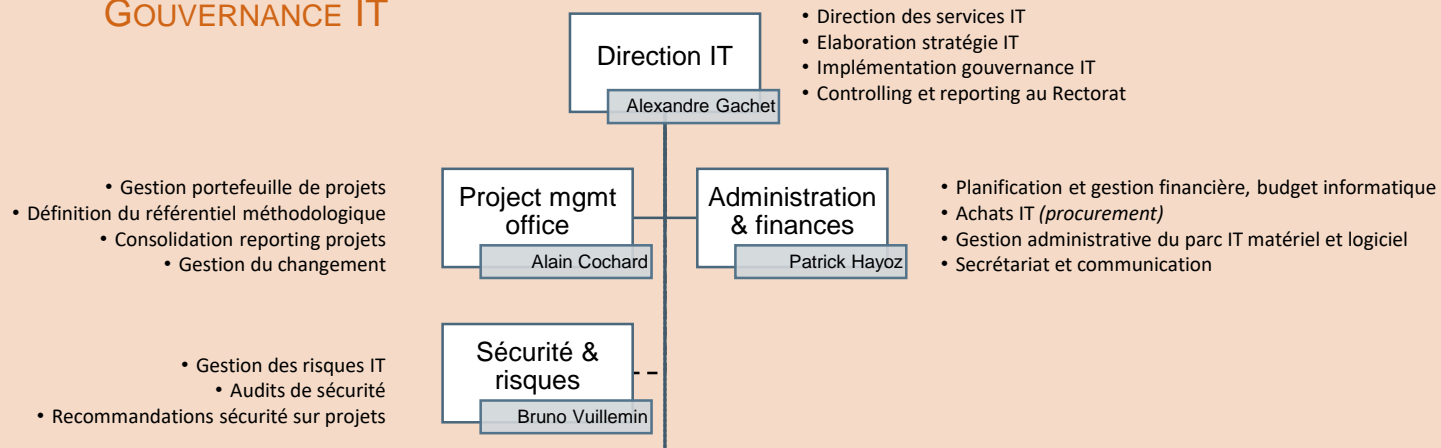 GOUVERNANCE IT
Direction IT
Alexandre Gachet
• Direction des services IT
• Elaboration stratégie IT
• Implémentation gouvernance IT
• Controlling et reporting au Rectorat
• Gestion portefeuille de projets
• Définition du référentiel méthodologique
• Consolidation reporting projets
• Gestion du changement
Project mgmt
office
Alain Cochard
Administration
& finances
Patrick Hayoz
• Planification et gestion financière, budget informatique
• Achats IT (procurement)
• Gestion administrative du parc IT matériel et logiciel
• Secrétariat et communication
• Gestion des risques IT
• Audits de sécurité
• Recommandations sécurité sur projets
Sécurité &
risques
Bruno Vuillemin